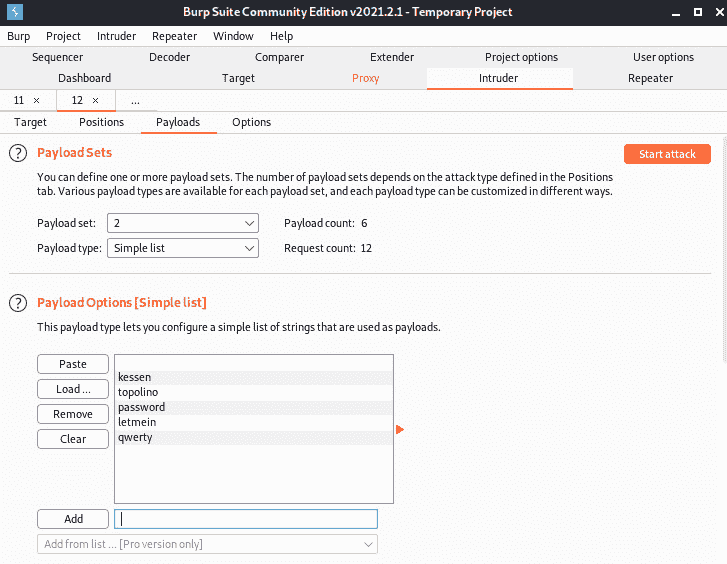 Burp Suite Community Edition v2021.2.1 - Temporary Project
Burp Project Intruder Repeater Window Help
Sequencer Decoder Comparer Extender Project options User options
Dashboard Target Proxy Intruder Repeater
11 × 12 × ...
Target Positions Payloads Options
? Payload Sets Start attack
You can define one or more payload sets. The number of payload sets depends on the attack type defined in the Positions
tab. Various payload types are available for each payload set, and each payload type can be customized in different ways.
Payload set: 2 Payload count: 6
Payload type: Simple list Request count: 12
? Payload Options [Simple list]
This payload type lets you configure a simple list of strings that are used as payloads.
Paste
Load ...
Remove
Clear
kessen
topolino
password
letmein
qwerty
Add
Add from list ... [Pro version only]